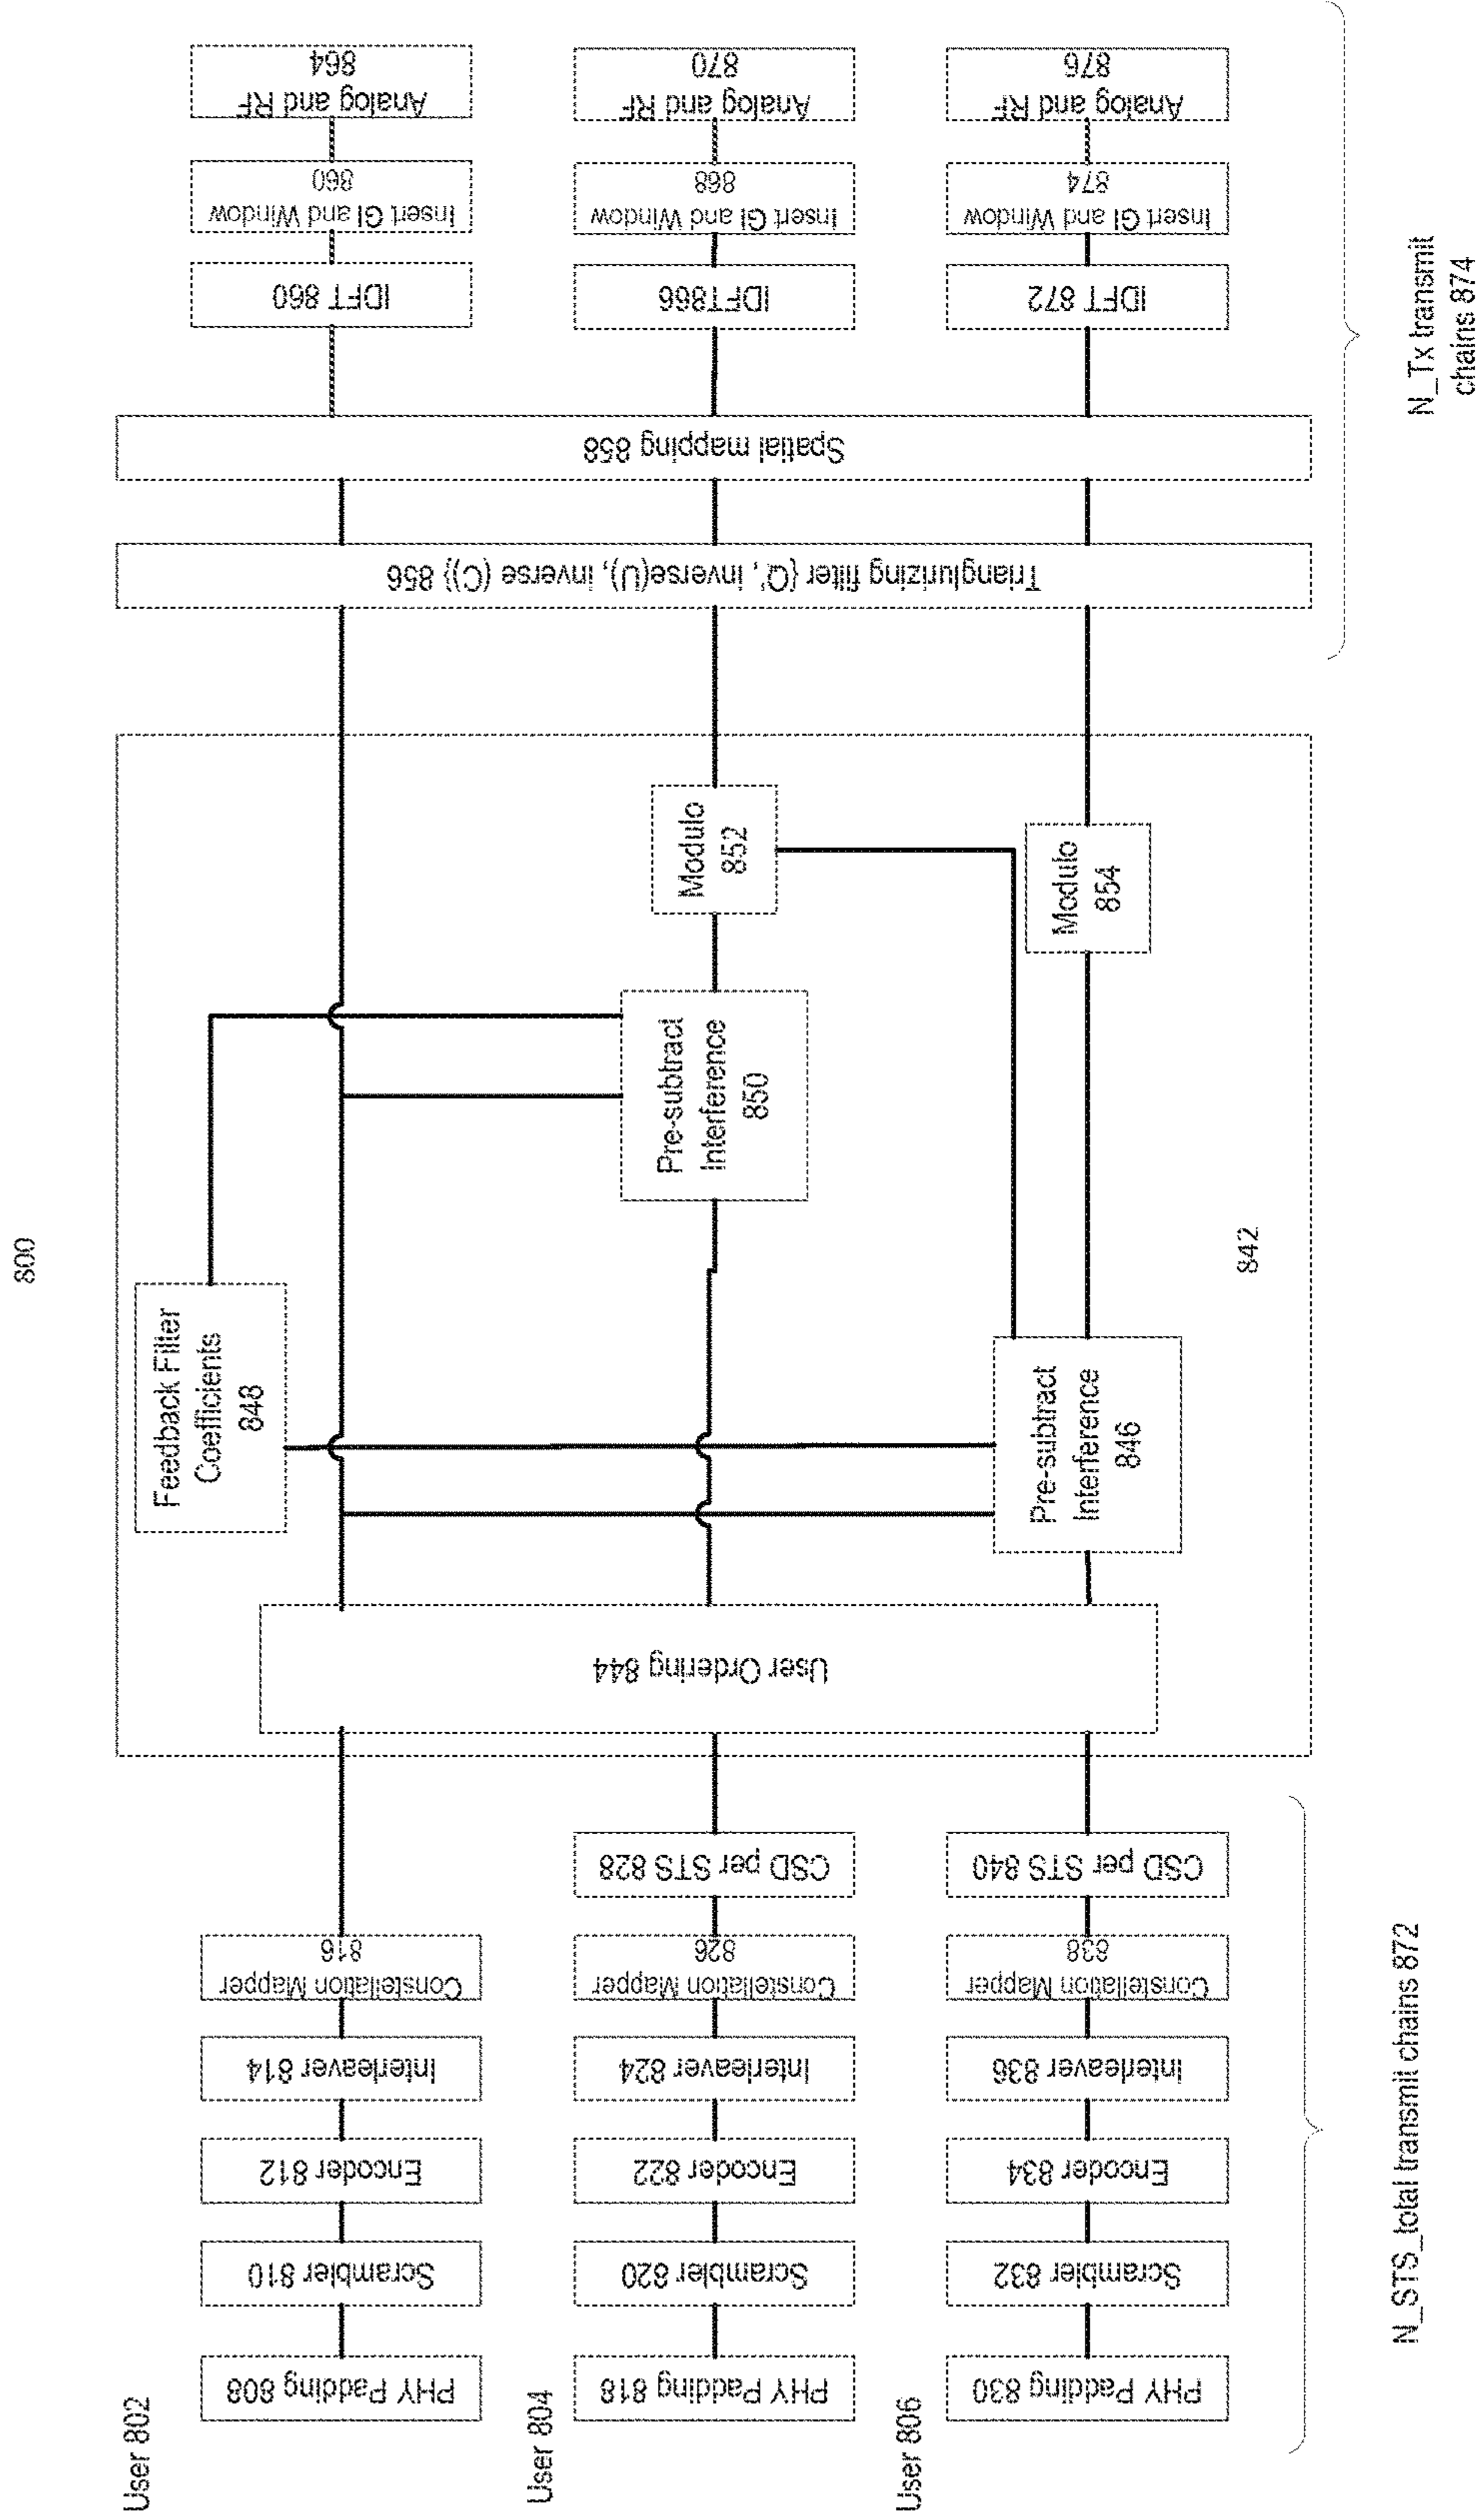 800
User 802
PHY Padding 808
Scrambler 810
Encoder 812
Interleaver 814
Constellation Mapper
816
User 804
PHY Padding 818
Scrambler 820
Encoder 822
Interleaver 824
Constellation Mapper
826
CSD per STS 828
User 806
PHY Padding 830
Scrambler 832
Encoder 834
Interleaver 836
Constellation Mapper
838
CSD per STS 840
N_STS_total transmit chains 872
User Ordering 844
Feedback Filter
Coefficients
848
Pre-subtract
Interference
850
Modulo
852
Pre-subtract
Interference
846
Modulo
854
842
Trianglurizing filter {Q', inverse(U), inverse (C)} 856
Spatial mapping 858
IDFT 860
Insert GI and Window
860
Analog and RF
864
IDFT866
Insert GI and Window
868
Analog and RF
870
IDFT 872
Insert GI and Window
874
Analog and RF
876
N_Tx transmit
chains 874